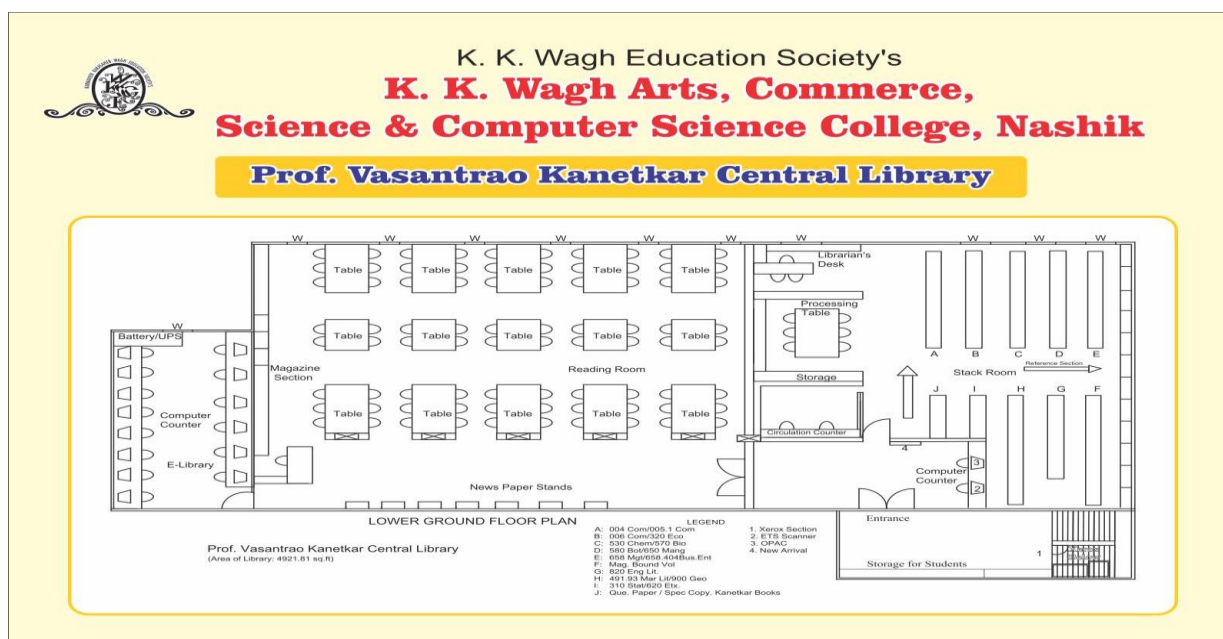 K. K. Wagh Education Society's
K. K. Wagh Arts, Commerce,
Science & Computer Science College, Nashik
Prof. Vasantrao Kanetkar Central Library
W W W W W W W W W W
Table Table Table Table Table
Librarian's
Desk
Processing
Table
W
Battery/UPS
Table Table Table Table Table
Magazine
Section
Reading Room
A B C D E
Reference Section
Stack Room
Storage
J I H G F
Computer
Counter
Table Table Table Table Table
Circulation Counter
4
E-Library
Computer
Counter
3
2
News Paper Stands
LOWER GROUND FLOOR PLAN
Prof. Vasantrao Kanetkar Central Library
(Area of Library: 4921.81 sq.ft)
LEGEND
A: 004 Com/005.1 Com
B: 006 Com/320 Eco
C: 530 Chem/570 Bio
D: 580 Bot/650 Mang
E: 658 Mgt/658.404Bus.Ent
F: Mag. Bound Vol
G: 820 Eng Lit.
H: 491.93 Mar Lit/900 Geo
I: 310 Stat/620 Etx.
J: Que. Paper / Spec Copy. Kanetkar Books
1. Xerox Section
2. ETS Scanner
3. OPAC
4. New Arrival
Entrance
1
Storage for Students